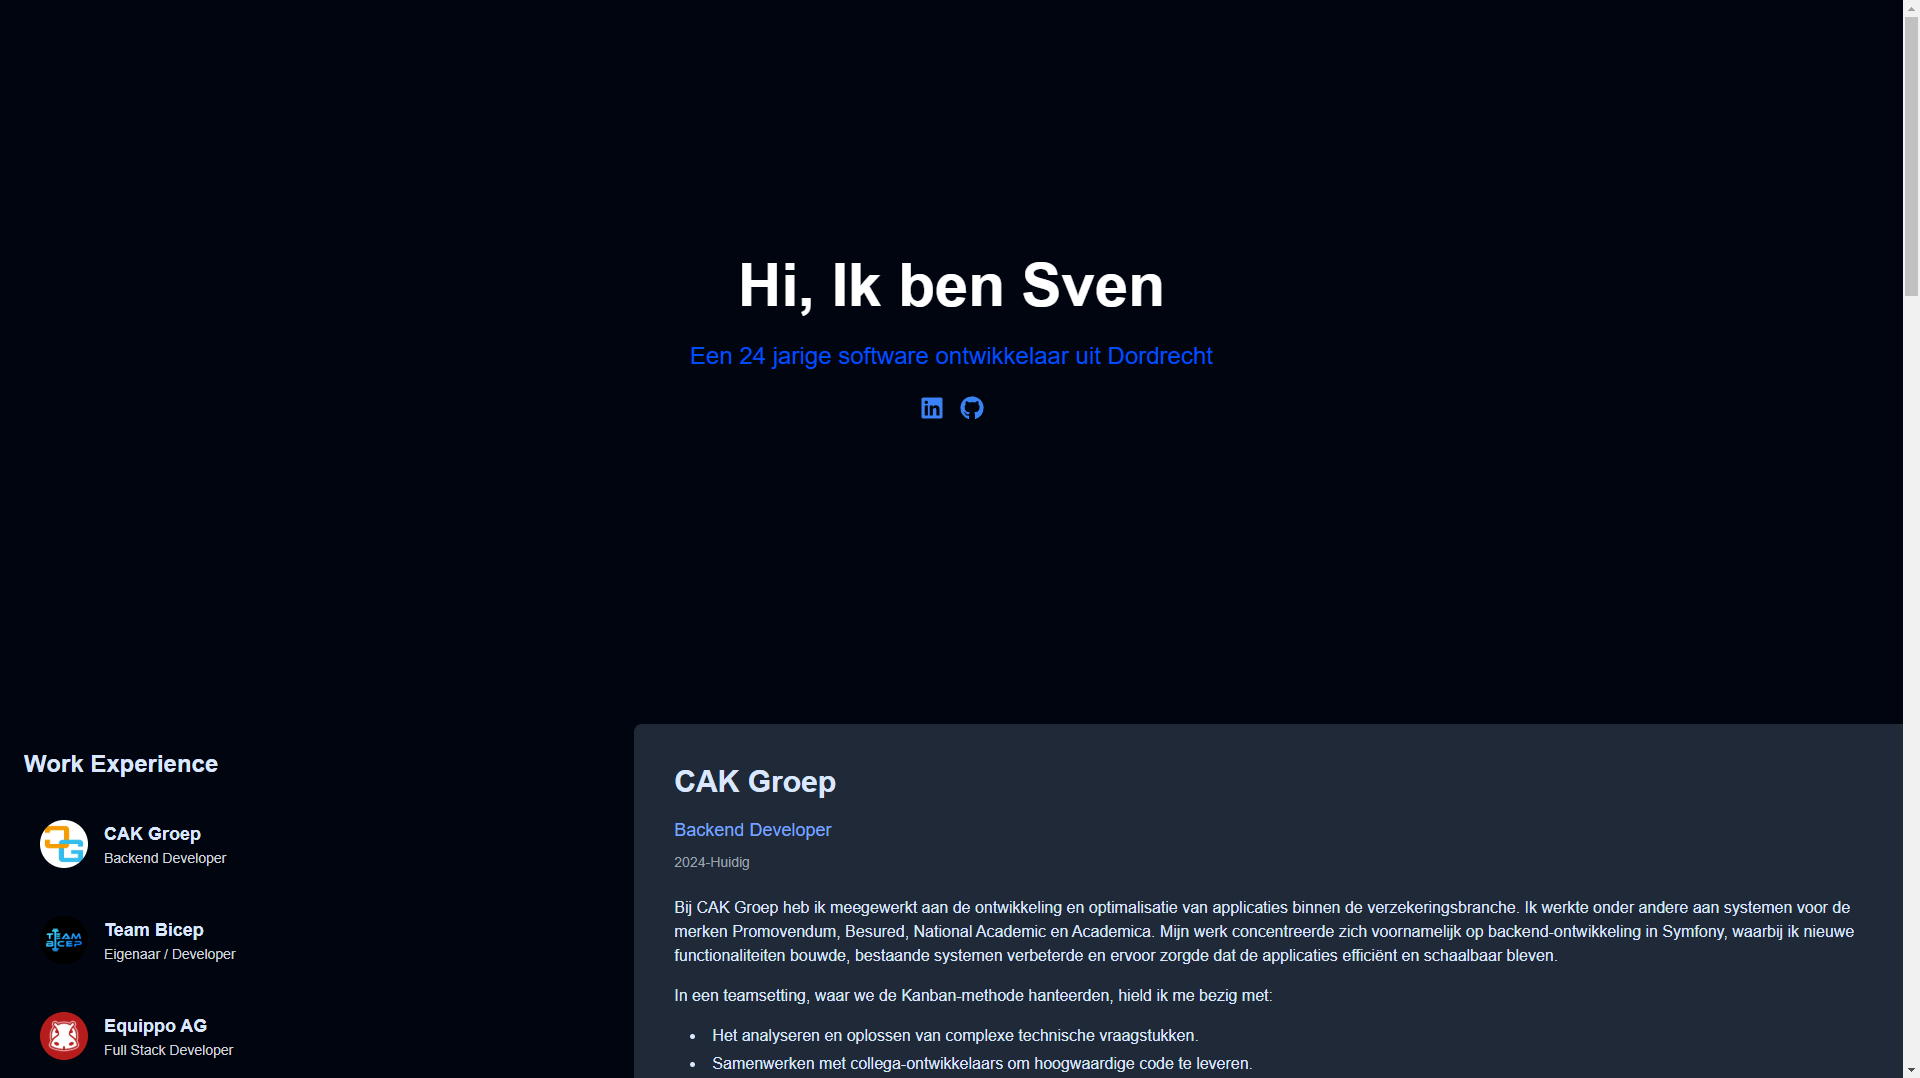 Hi, Ik ben Sven
Een 24 jarige software ontwikkelaar uit Dordrecht
in
Work Experience
CAK Groep
Backend Developer
TEAM
BICEP
Team Bicep
Eigenaar / Developer
Equippo AG
Full Stack Developer
CAK Groep
Backend Developer
2024-Huidig
Bij CAK Groep heb ik meegewerkt aan de ontwikkeling en optimalisatie van applicaties binnen de verzekeringsbranche. Ik werkte onder andere aan systemen voor de
merken Promovendum, Besured, National Academic en Academica. Mijn werk concentreerde zich voornamelijk op backend-ontwikkeling in Symfony, waarbij ik nieuwe
functionaliteiten bouwde, bestaande systemen verbeterde en ervoor zorgde dat de applicaties efficiënt en schaalbaar bleven.
In een teamsetting, waar we de Kanban-methode hanteerden, hield ik me bezig met:
• Het analyseren en oplossen van complexe technische vraagstukken.
• Samenwerken met collega-ontwikkelaars om hoogwaardige code te leveren.